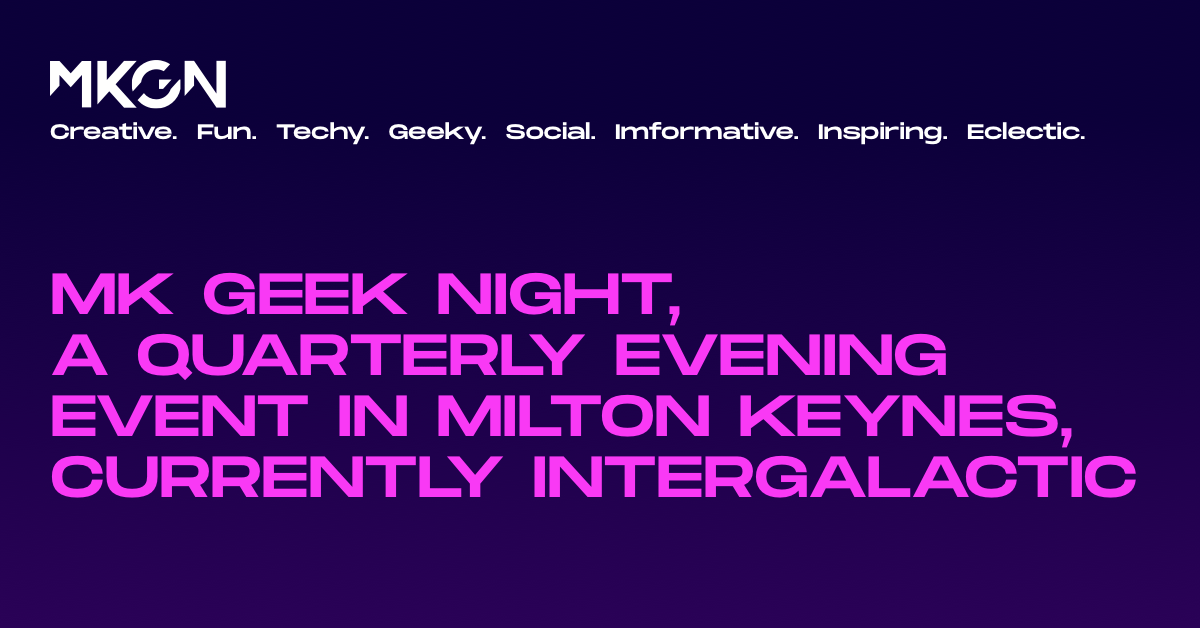 MKGN
Creative. Fun. Techy. Geeky. Social. Imformative. Inspiring. Eclectic.
MK GEEK NIGHT,
A QUARTERLY EVENING
EVENT IN MILTON KEYNES,
CURRENTLY INTERGALACTIC